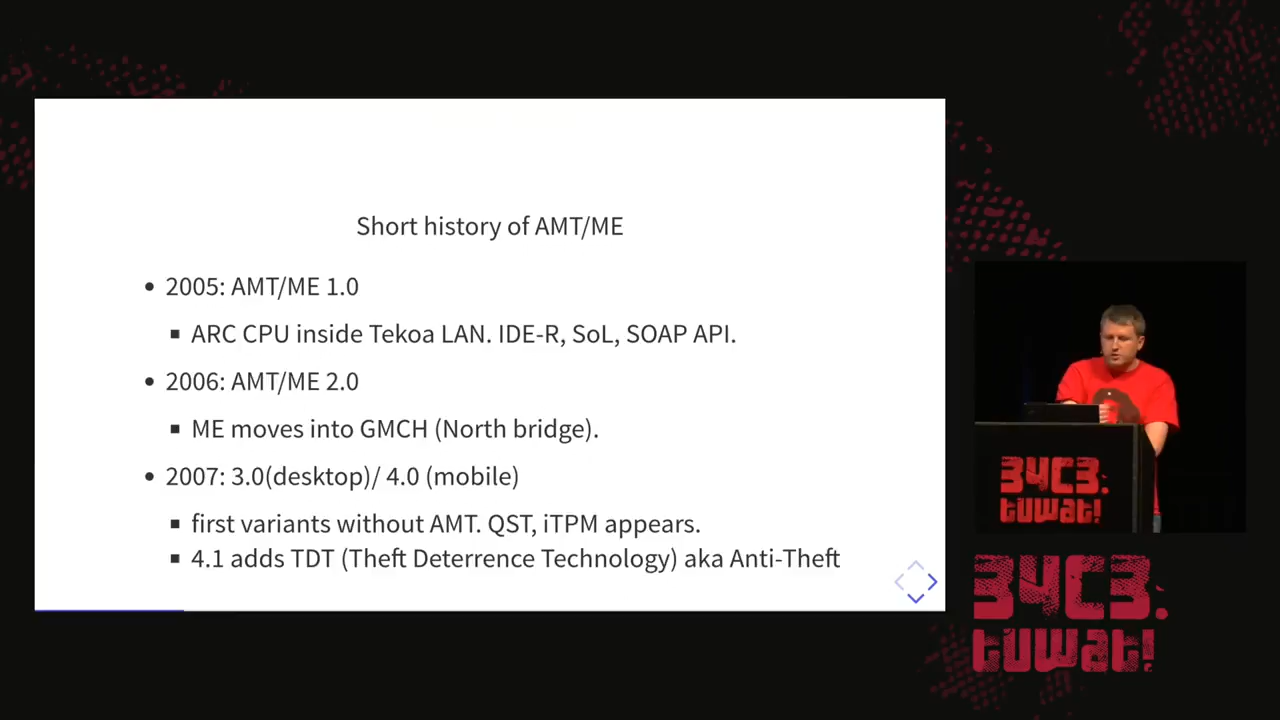 Short history of AMT/ME
• 2005: AMT/ME 1.0
▪ ARC CPU inside Tekoa LAN. IDE-R, SoL, SOAP API.
• 2006: AMT/ME 2.0
▪ ME moves into GMCH (North bridge).
• 2007: 3.0(desktop)/ 4.0 (mobile)
▪ first variants without AMT. QST, iTPM appears.
▪ 4.1 adds TDT (Theft Deterrence Technology) aka Anti-Theft
34C3.
tuwat!
34C3.
tuwat!